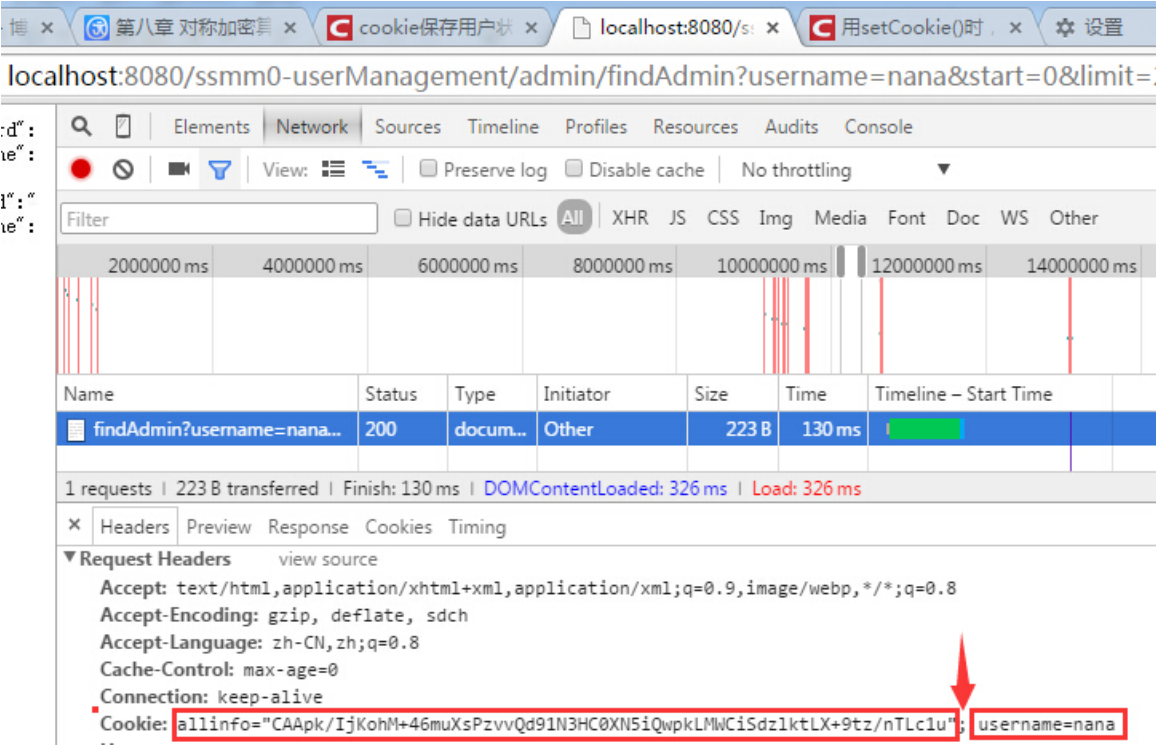 博 × 第八章 对称加密算 × cookie保存用户状 × localhost:8080/ss × 用setCookie()时， × 设置
localhost:8080/ssmm0-userManagement/admin/findAdmin?username=nana&start=0&limit=
rd":
Elements Network Sources Timeline Profiles Resources Audits Console
View: Preserve log Disable cache No throttling
Filter Hide data URLs All XHR JS CSS Img Media Font Doc WS Other
2000000 ms 4000000 ms 6000000 ms 8000000 ms 10000000 ms 12000000 ms 14000000 ms
Name Status Type Initiator Size Time Timeline – Start Time
findAdmin?username=nana... 200 docum... Other 223 B 130 ms
1 requests | 223 B transferred | Finish: 130 ms | DOMContentLoaded: 326 ms | Load: 326 ms
× Headers Preview Response Cookies Timing
▼Request Headers view source
Accept: text/html,application/xhtml+xml,application/xml;q=0.9,image/webp,*/*;q=0.8
Accept-Encoding: gzip, deflate, sdch
Accept-Language: zh-CN,zh;q=0.8
Cache-Control: max-age=0
Connection: keep-alive
Cookie: allinfo="CAApk/IjKohM+46muXsPzvvQd91N3HC0XN5iQwpkLMWCiSdzlktLX+9tz/nTLc1u"; username=nana